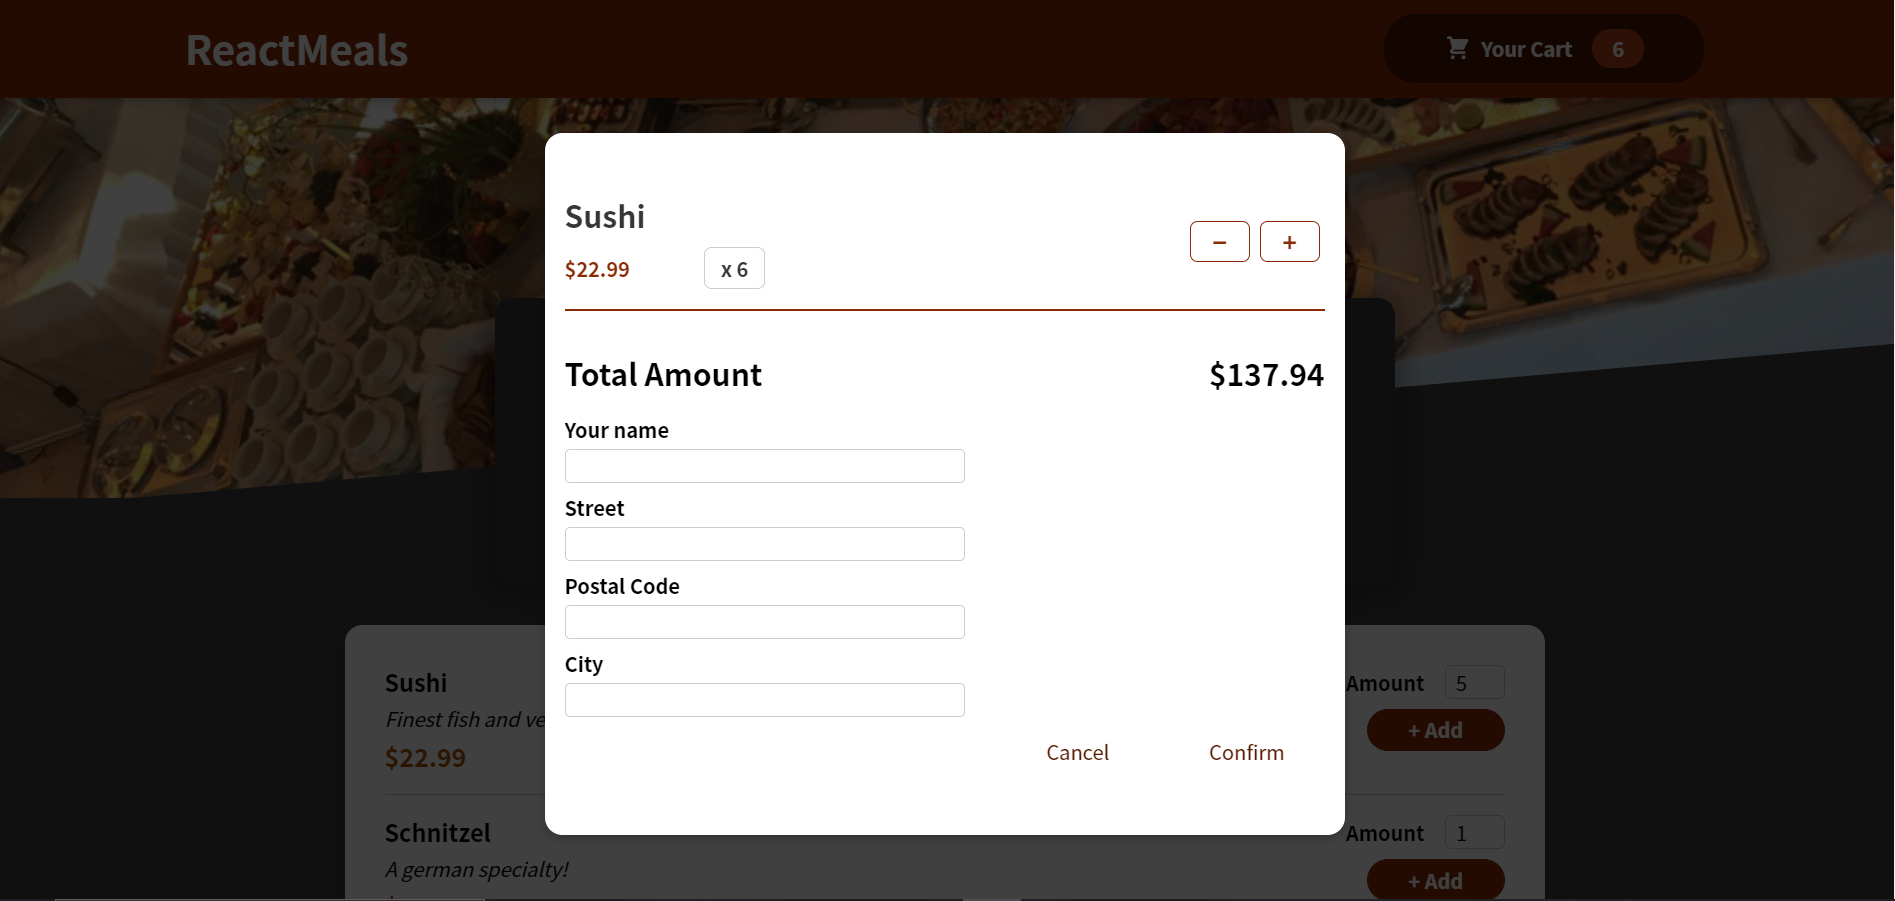 ReactMeals
Your Cart 6
Sushi
$22.99 x 6
− +
Total Amount $137.94
Your name
Street
Postal Code
City
Cancel Confirm
Sushi
Finest fish and ve
$22.99
Amount 5
+ Add
Schnitzel
A german specialty!
Amount 1
+ Add